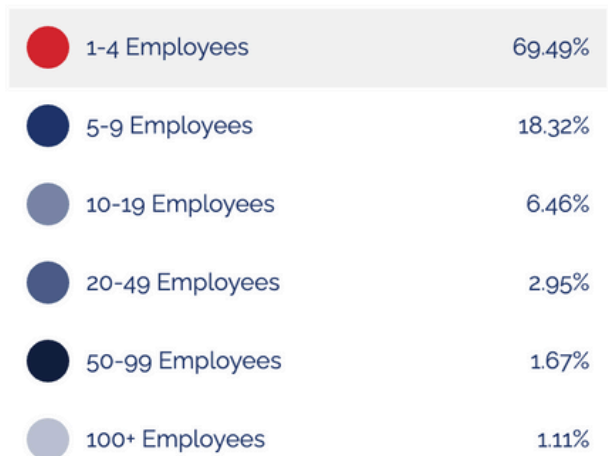 1-4 Employees 69.49%
5-9 Employees 18.32%
10-19 Employees 6.46%
20-49 Employees 2.95%
50-99 Employees 1.67%
100+ Employees 1.11%